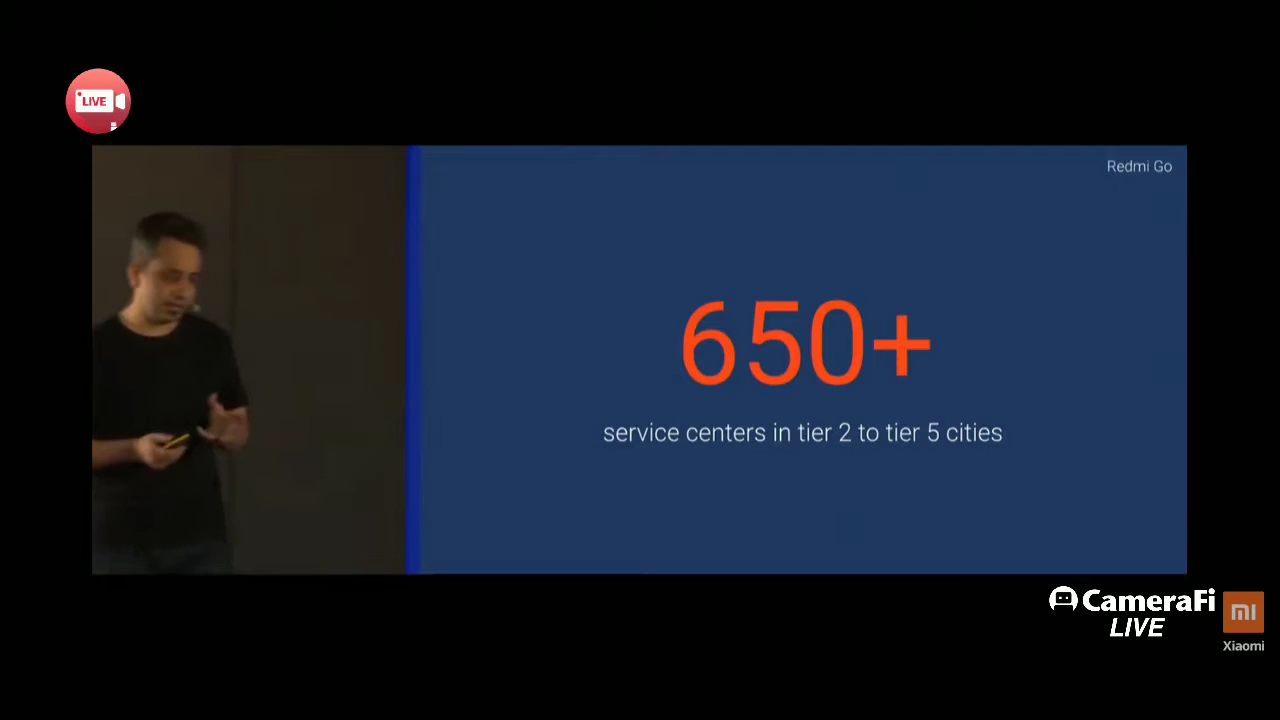 LIVE
Redmi Go
650+
service centers in tier 2 to tier 5 cities
CameraFi
LIVE
mi
Xiaomi